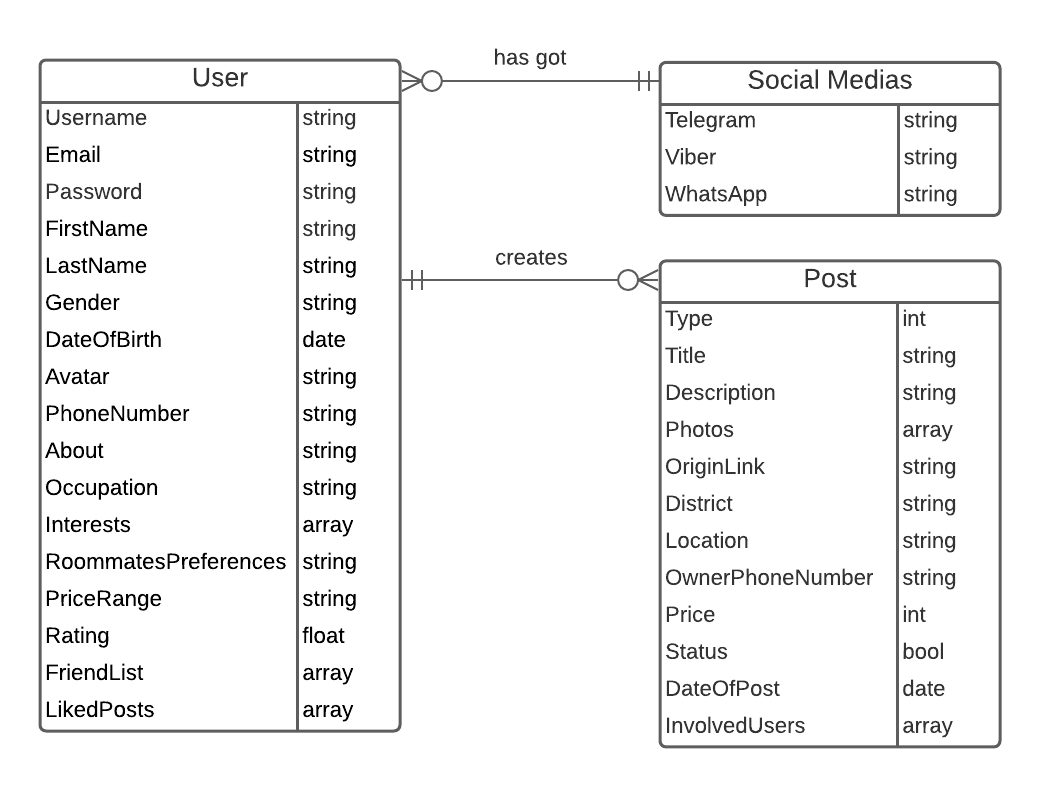 User
Username string
Email string
Password string
FirstName string
LastName string
Gender string
DateOfBirth date
Avatar string
PhoneNumber string
About string
Occupation string
Interests array
RoommatesPreferences string
PriceRange string
Rating float
FriendList array
LikedPosts array
has got
Social Medias
Telegram string
Viber string
WhatsApp string
creates
Post
Type int
Title string
Description string
Photos array
OriginLink string
District string
Location string
OwnerPhoneNumber string
Price int
Status bool
DateOfPost date
InvolvedUsers array